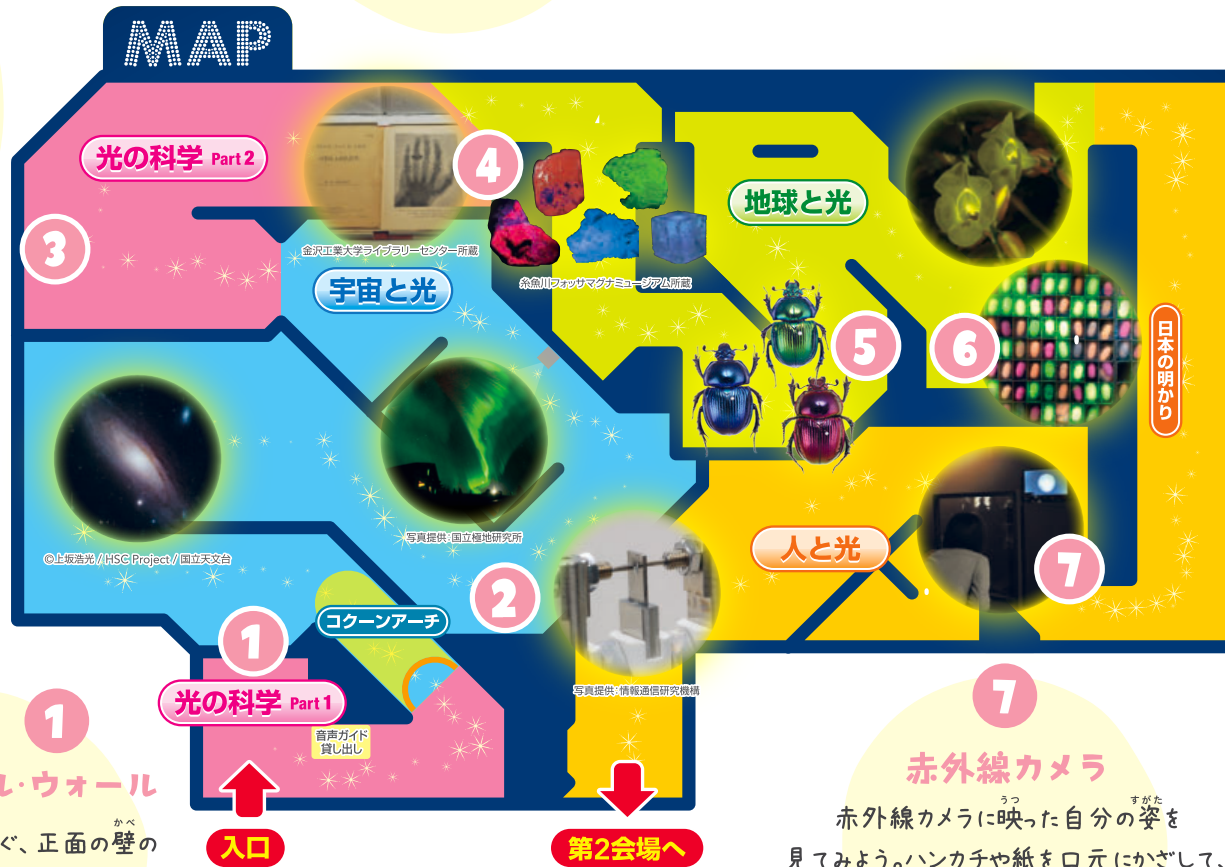 MAP
光の科学 Part 2
4
3
金沢工業大学ライブラリーセンター所蔵
地球と光
糸魚川フォッサマグナミュージアム所蔵
宇宙と光
5
6
日本の明かり
写真提供:国立極地研究所
©上坂浩光 / HSC Project / 国立天文台
人と光
7
2
コクーンアーチ
1
光の科学 Part 1
写真提供:情報通信研究機構
音声ガイド
貸し出し
入口
第2会場へ
1
ル・ウォール
ぐ、正面の壁の
かべ
7
赤外線カメラ
うつ
すがた
赤外線カメラに映った自分の姿を
見てみよう。ハンカチや紙を口元にかざして、